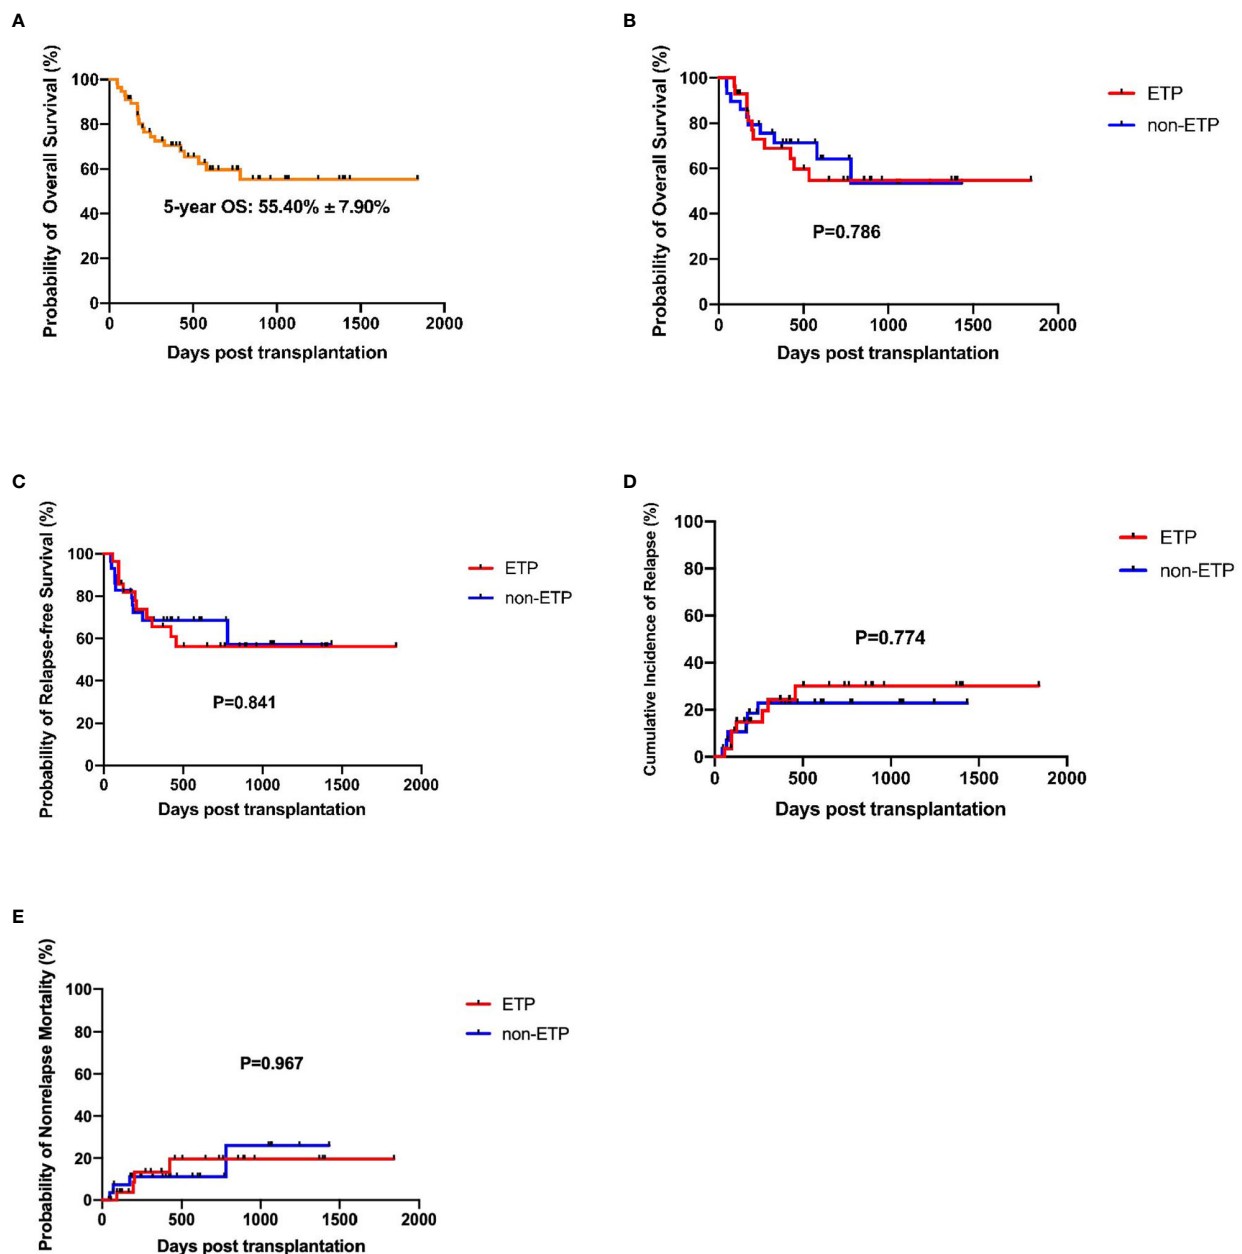 A
Probability of Overall Survival (%)
100
80
60
40
20
0
5-year OS: 55.40% ± 7.90%
0 500 1000 1500 2000
Days post transplantation
B
Probability of Overall Survival (%)
100
80
60
40
20
0
ETP
non-ETP
P=0.786
0 500 1000 1500 2000
Days post transplantation
C
Probability of Relapse-free Survival (%)
100
80
60
40
20
0
ETP
non-ETP
P=0.841
0 500 1000 1500 2000
Days post transplantation
D
Cumulative Incidence of Relapse (%)
100
80
60
40
20
0
ETP
non-ETP
P=0.774
0 500 1000 1500 2000
Days post transplantation
E
Probability of Nonrelapse Mortality (%)
100
80
60
40
20
0
ETP
non-ETP
P=0.967
0 500 1000 1500 2000
Days post transplantation